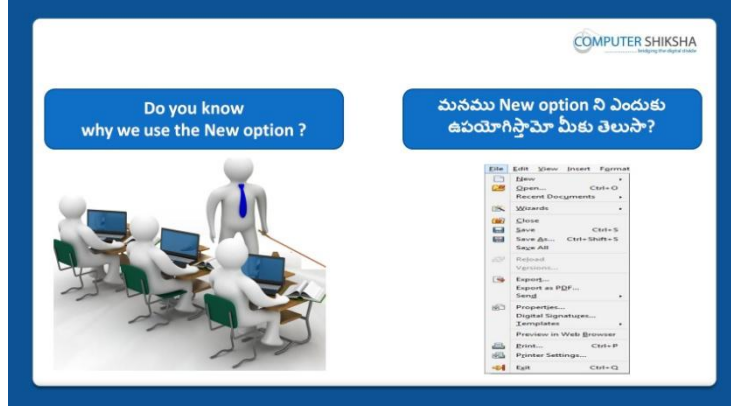 COMPUTER SHIKSHA
bridging the digital divide
Do you know
why we use the New option ?
మనము New option ని ఎందుకు
ఉపయోగిస్తామో మీకు తెలుసా?
File Edit View Insert Format
New
Open... Ctrl+O
Recent Documents
Wizards
Close
Save Ctrl+S
Save As... Ctrl+Shift+S
Save All
Reload
Versions...
Export...
Export as PDF...
Send
Properties...
Digital Signatures...
Templates
Preview in Web Browser
Print... Ctrl+P
Printer Settings...
Exit Ctrl+Q